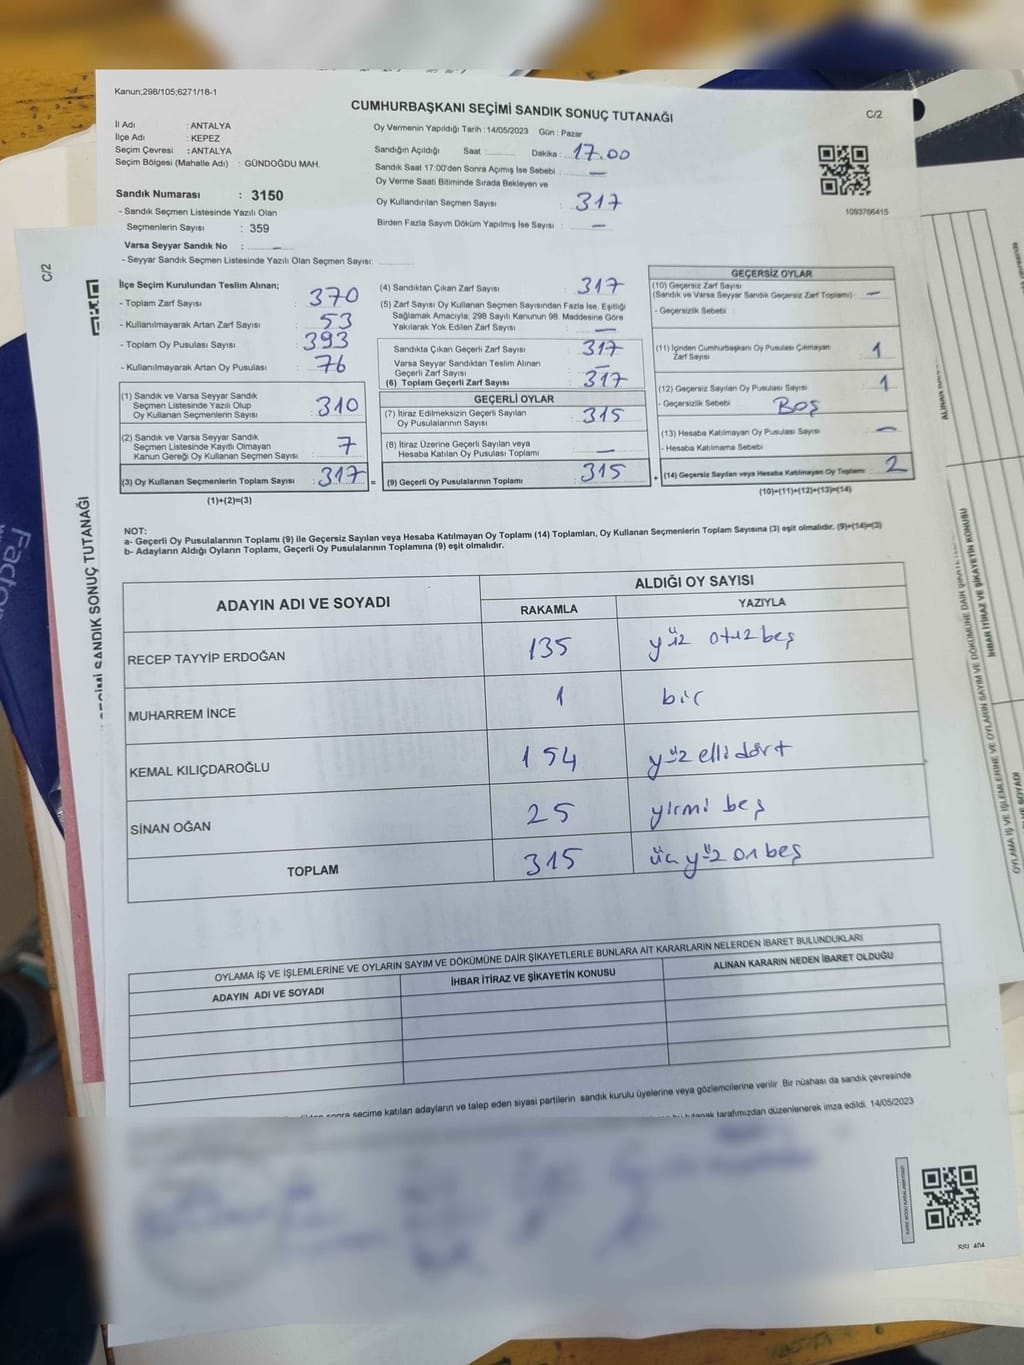 Kanun;298/105;6271/18-1
CUMHURBAŞKANI SEÇİMİ SANDIK SONUÇ TUTANAĞI
C/2
İl Adı : ANTALYA
İlçe Adı : KEPEZ
Seçim Çevresi : ANTALYA
Seçim Bölgesi (Mahalle Adı) : GÜNDOĞDU MAH.
Sandık Numarası : 3150
- Sandık Seçmen Listesinde Yazılı Olan
Seçmenlerin Sayısı : 359
Varsa Seyyar Sandık No : –
- Seyyar Sandık Seçmen Listesinde Yazılı Olan Seçmen Sayısı: ............
Oy Vermenin Yapıldığı Tarih : 14/05/2023 Gün : Pazar
Sandığın Açıldığı Saat :.......... Dakika : 17.00
Sandık Saat 17:00'den Sonra Açımış İse Sebebi : –
Oy Verme Saati Bitiminde Sırada Bekleyen ve
Oy Kullandırılan Seçmen Sayısı : 317
Birden Fazla Sayım Döküm Yapılmış İse Sayısı : –
1093766415
İlçe Seçim Kurulundan Teslim Alınan;
- Toplam Zarf Sayısı : 370
- Kullanılmayarak Artan Zarf Sayısı : 53
- Toplam Oy Pusulası Sayısı : 393
- Kullanılmayarak Artan Oy Pusulası : 76
(1) Sandık ve Varsa Seyyar Sandık
Seçmen Listesinde Yazılı Olup
Oy Kullanan Seçmenlerin Sayısı : 310
(2) Sandık ve Varsa Seyyar Sandık
Seçmen Listesinde Kayıtlı Olmayan
Kanun Gereği Oy Kullanan Seçmen Sayısı : 7
(3) Oy Kullanan Seçmenlerin Toplam Sayısı : 317
(1)+(2)=(3)
(4) Sandıktan Çıkan Zarf Sayısı : 317
(5) Zarf Sayısı Oy Kullanan Seçmen Sayısından Fazla İse, Eşitliği
Sağlamak Amacıyla; 298 Sayılı Kanunun 98. Maddesine Göre
Yakılarak Yok Edilen Zarf Sayısı : –
Sandıkta Çıkan Geçerli Zarf Sayısı : 317
Varsa Seyyar Sandıktan Teslim Alınan
Geçerli Zarf Sayısı : –
(6) Toplam Geçerli Zarf Sayısı : 317
GEÇERLİ OYLAR
(7) İtiraz Edilmeksizin Geçerli Sayılan
Oy Pusulalarının Sayısı : 315
(8) İtiraz Üzerine Geçerli Sayılan veya
Hesaba Katılan Oy Pusulası Toplamı : –
= (9) Geçerli Oy Pusulalarının Toplamı : 315
GEÇERSİZ OYLAR
(10) Geçersiz Zarf Sayısı
(Sandık ve Varsa Seyyar Sandık Geçersiz Zarf Toplamı) : –
- Geçersizlik Sebebi :
(11) İçinden Cumhurbaşkanı Oy Pusulası Çıkmayan
Zarf Sayısı : 1
(12) Geçersiz Sayılan Oy Pusulası Sayısı : 1
- Geçersizlik Sebebi : BOŞ
(13) Hesaba Katılmayan Oy Pusulası Sayısı : –
- Hesaba Katılmama Sebebi
+ (14) Geçersiz Sayılan veya Hesaba Katılmayan Oy Toplamı : 2
(10)+(11)+(12)+(13)=(14)
NOT:
a- Geçerli Oy Pusulalarının Toplamı (9) ile Geçersiz Sayılan veya Hesaba Katılmayan Oy Toplamı (14) Toplamları, Oy Kullanan Seçmenlerin Toplam Sayısına (3) eşit olmalıdır. (9)+(14)=(3)
b- Adayların Aldığı Oyların Toplamı, Geçerli Oy Pusulalarının Toplamına (9) eşit olmalıdır.
ADAYIN ADI VE SOYADI
ALDIĞI OY SAYISI
RAKAMLA YAZIYLA
RECEP TAYYİP ERDOĞAN 135 yüz otuz beş
MUHARREM İNCE 1 bir
KEMAL KILIÇDAROĞLU 154 yüz elli dört
SİNAN OĞAN 25 yirmi beş
TOPLAM 315 üç yüz on beş
OYLAMA İŞ VE İŞLEMLERİNE VE OYLARIN SAYIM VE DÖKÜMÜNE DAİR ŞİKAYETLERLE BUNLARA AİT KARARLARIN NELERDEN İBARET BULUNDUKLARI
ADAYIN ADI VE SOYADI İHBAR İTİRAZ VE ŞİKAYETİN KONUSU ALINAN KARARIN NEDEN İBARET OLDUĞU
sonra seçime katılan adayların ve talep eden siyasi partilerin sandık kurulu üyelerine veya gözlemcilerine verilir. Bir nüshası da sandık çevresinde
bu tutanak tarafımızdan düzenlenerek imza edildi. 14/05/2023
C/2
SANDIK SONUÇ TUTANAĞI
OYLAMA İŞ VE İŞLEMLERİNE VE OYLARIN SAYIM VE DÖKÜMÜNE DAİR
İHBAR İTİRAZ VE ŞİKAYETİN KONUSU